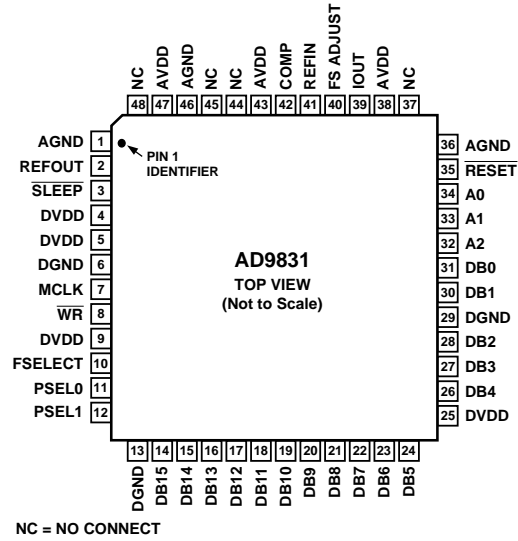 NC
AVDD
AGND
NC
NC
AVDD
COMP
REFIN
FS ADJUST
IOUT
AVDD
NC
48 47 46 45 44 43 42 41 40 39 38 37
AGND 1
REFOUT 2
SLEEP 3
DVDD 4
DVDD 5
DGND 6
MCLK 7
WR 8
DVDD 9
FSELECT 10
PSEL0 11
PSEL1 12
PIN 1
IDENTIFIER
AD9831
TOP VIEW
(Not to Scale)
36 AGND
35 RESET
34 A0
33 A1
32 A2
31 DB0
30 DB1
29 DGND
28 DB2
27 DB3
26 DB4
25 DVDD
13 14 15 16 17 18 19 20 21 22 23 24
DGND
DB15
DB14
DB13
DB12
DB11
DB10
DB9
DB8
DB7
DB6
DB5
NC = NO CONNECT